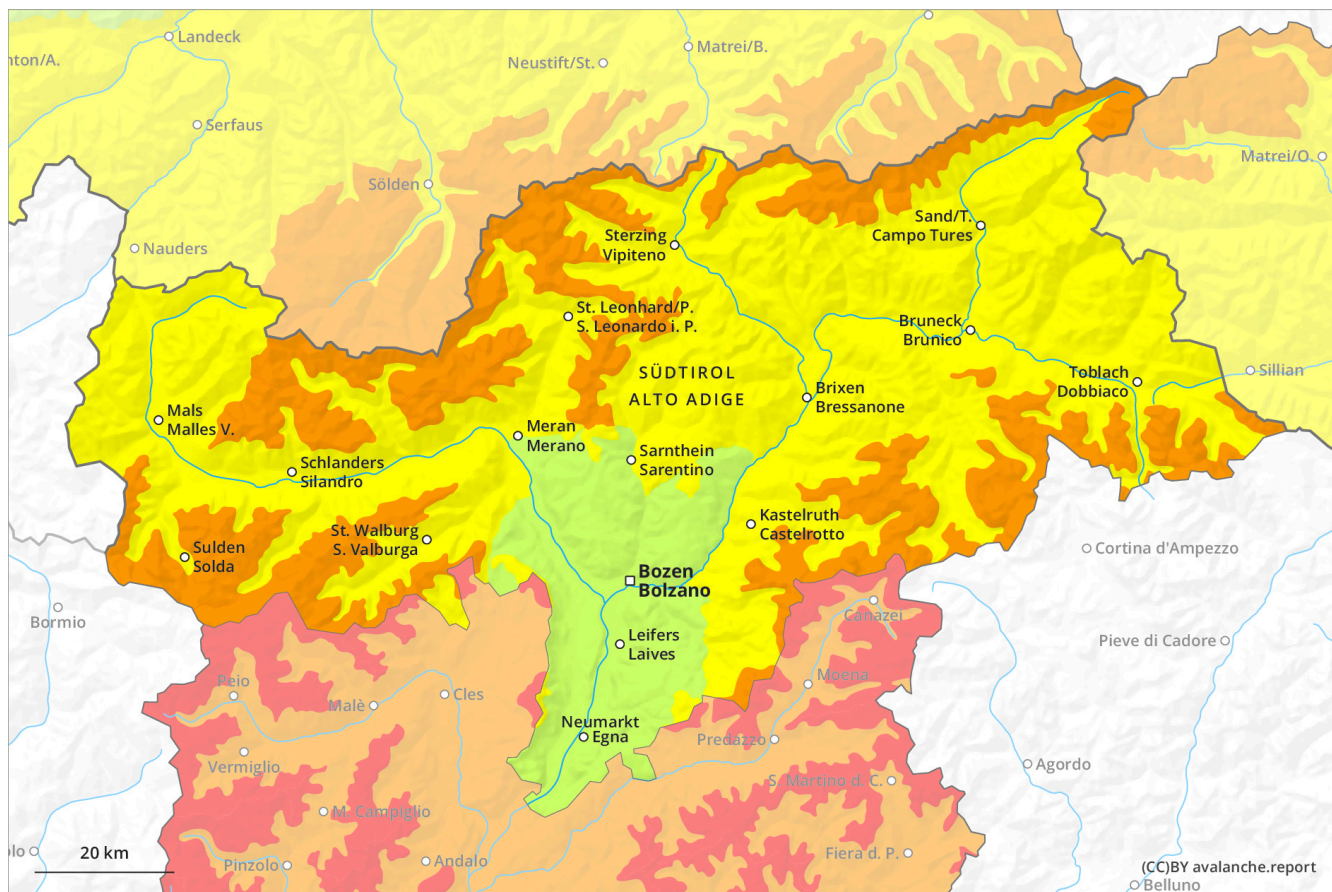 Landeck
nton/A.
Matrei/B.
Neustift/St.
Serfaus
Matrei/O.
Sölden
Nauders
Sand/T.
Campo Tures
Sterzing
Vipiteno
St. Leonhard/P.
S. Leonardo i. P.
Bruneck
Brunico
SÜDTIROL
ALTO ADIGE
Toblach
Dobbiaco
Sillian
Brixen
Bressanone
Mals
Malles V.
Meran
Merano
Schlanders
Silandro
Sarnthein
Sarentino
Kastelruth
Castelrotto
St. Walburg
S. Valburga
Sulden
Solda
Cortina d'Ampezzo
Bozen
Bolzano
Bormio
Canazei
Leifers
Laives
Pieve di Cadore
Peio
Moena
Cles
Malè
Neumarkt
Egna
Predazzo
Vermiglio
Agordo
S. Martino d. C.
M. Campiglio
olo
20 km
Pinzolo
Andalo
Fiera d. P.
(CC)BY avalanche.report
Belluno